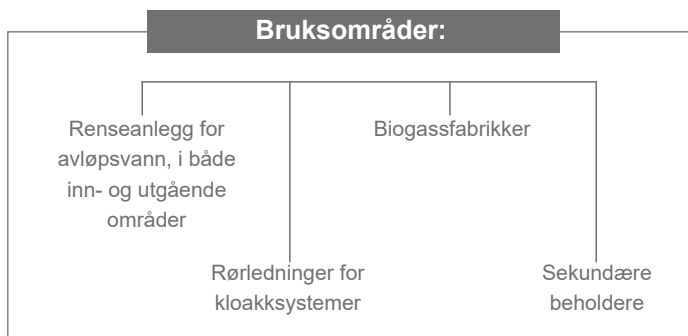 Bruksområder:
Renseanlegg for
avløpsvann, i både
inn- og utgående
områder
Biogassfabrikker
Rørledninger for
kloakksystemer
Sekundære
beholdere